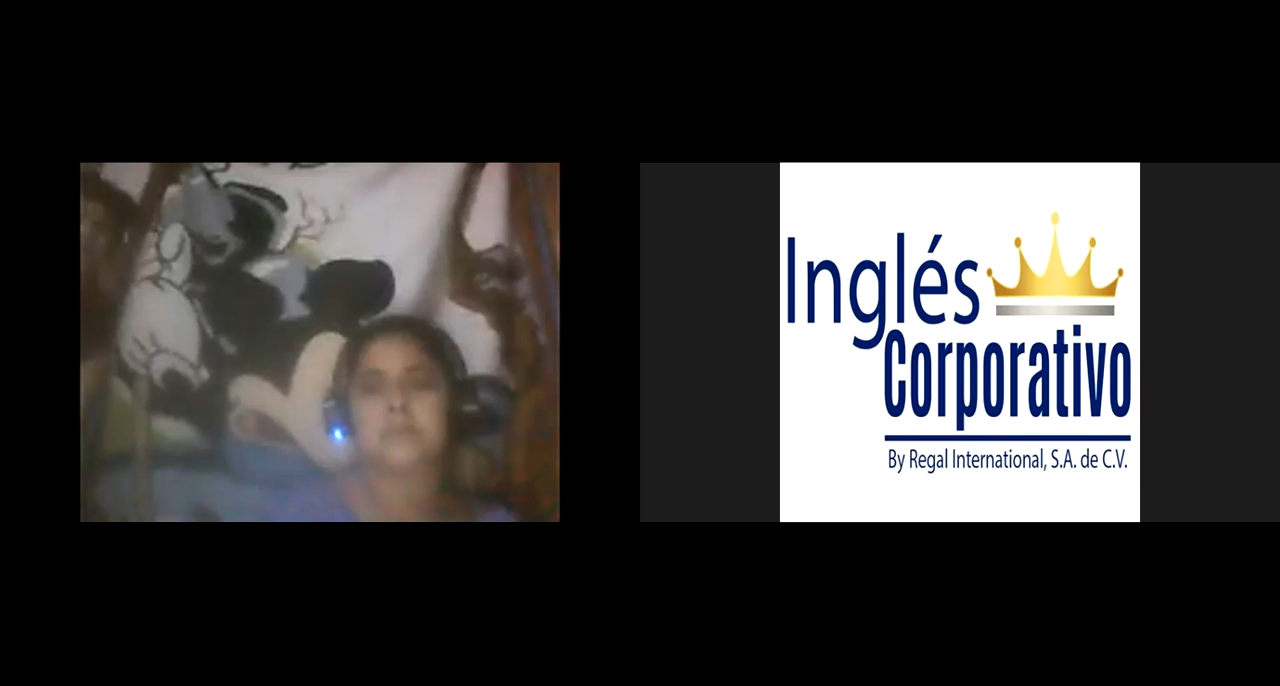 Inglés
Corporativo
By Regal International, S.A. de C.V.